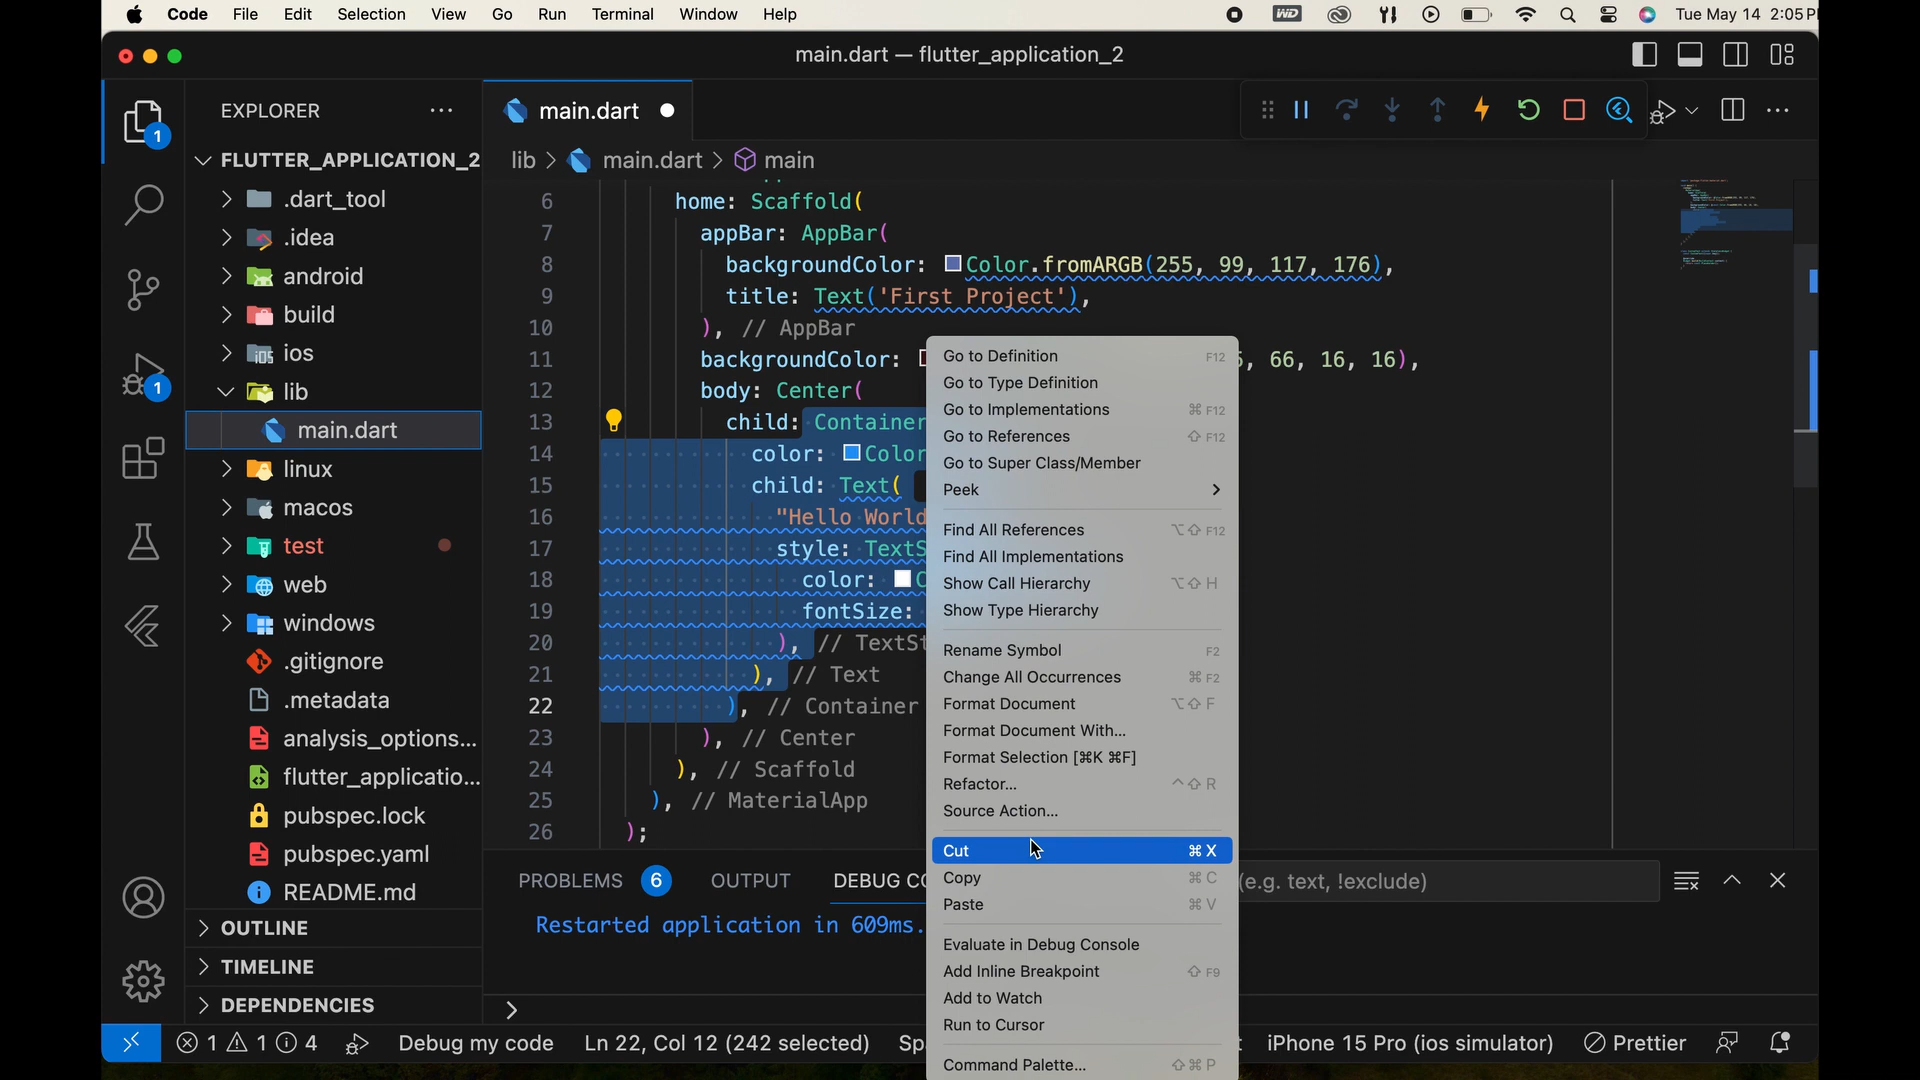 Code File Edit Selection View Go Run Terminal Window Help
WD
Tue May 14 2:05 P
main.dart — flutter_application_2
EXPLORER
1
FLUTTER_APPLICATION_2
.dart_tool
.idea
android
build
iOS ios
1
lib
main.dart
linux
macos
test
web
windows
.gitignore
.metadata
analysis_options...
flutter_applicatio...
pubspec.lock
pubspec.yaml
README.md
OUTLINE
TIMELINE
DEPENDENCIES
main.dart
lib > main.dart > main
6 home: Scaffold(
7 appBar: AppBar(
8 backgroundColor: Color.fromARGB(255, 99, 117, 176),
9 title: Text('First Project'),
10 ), // AppBar
11 backgroundColor: 5, 66, 16, 16),
12 body: Center(
13 child: Container
14 color: Color
15 child: Text(
16 "Hello World
17 style: TextS
18 color: C
19 fontSize:
20 ), // TextSt
21 ), // Text
22 ), // Container
23 ), // Center
24 ), // Scaffold
25 ), // MaterialApp
26 );
Go to Definition F12
Go to Type Definition
Go to Implementations ⌘ F12
Go to References ⇧ F12
Go to Super Class/Member
Peek >
Find All References ⌥ ⇧ F12
Find All Implementations
Show Call Hierarchy ⌥ ⇧ H
Show Type Hierarchy
Rename Symbol F2
Change All Occurrences ⌘ F2
Format Document ⌥ ⇧ F
Format Document With...
Format Selection [⌘K ⌘F]
Refactor... ^ ⇧ R
Source Action...
Cut ⌘ X
Copy ⌘ C
Paste ⌘ V
Evaluate in Debug Console
Add Inline Breakpoint ⇧ F9
Add to Watch
Run to Cursor
Command Palette... ⇧ ⌘ P
PROBLEMS 6 OUTPUT DEBUG CO (e.g. text, !exclude)
Restarted application in 609ms.
>
1 1 4 Debug my code Ln 22, Col 12 (242 selected) Sp t iPhone 15 Pro (ios simulator) Prettier